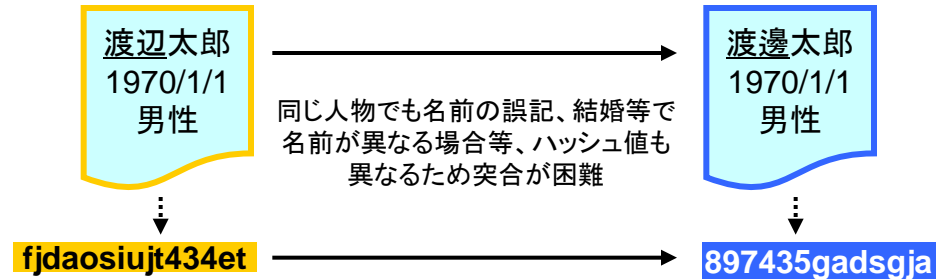 渡辺太郎
1970/1/1
男性
同じ人物でも名前の誤記、結婚等で
名前が異なる場合等、ハッシュ値も
異なるため突合が困難
渡邊太郎
1970/1/1
男性
fjdaosiujt434et
897435gadsgja